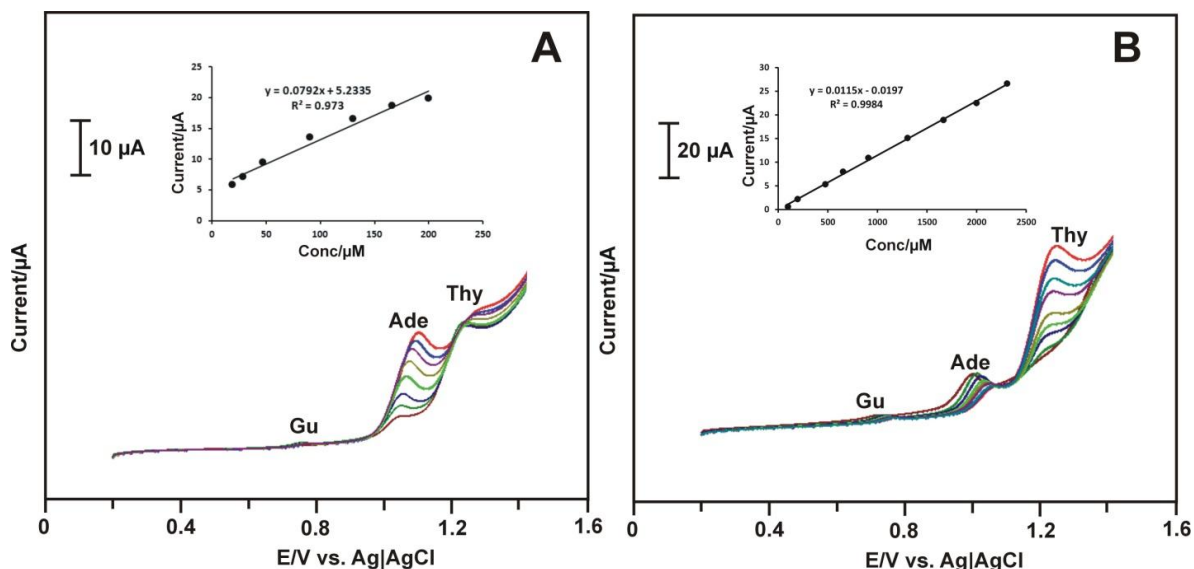 A
25
20
15
10
5
0
0
50
100
150
200
250
Current/µA
Conc/µM
y = 0.0792x + 5.2335
R² = 0.973
10 µA
Current/µA
Gu
Ade
Thy
0
0.4
0.8
1.2
1.6
E/V vs. Ag|AgCl
B
30
25
20
15
10
5
0
0
500
1000
1500
2000
2500
Current/µA
Conc/µM
y = 0.0115x - 0.0197
R² = 0.9984
20 µA
Current/µA
Gu
Ade
Thy
0
0.4
0.8
1.2
1.6
E/V vs. Ag|AgCl